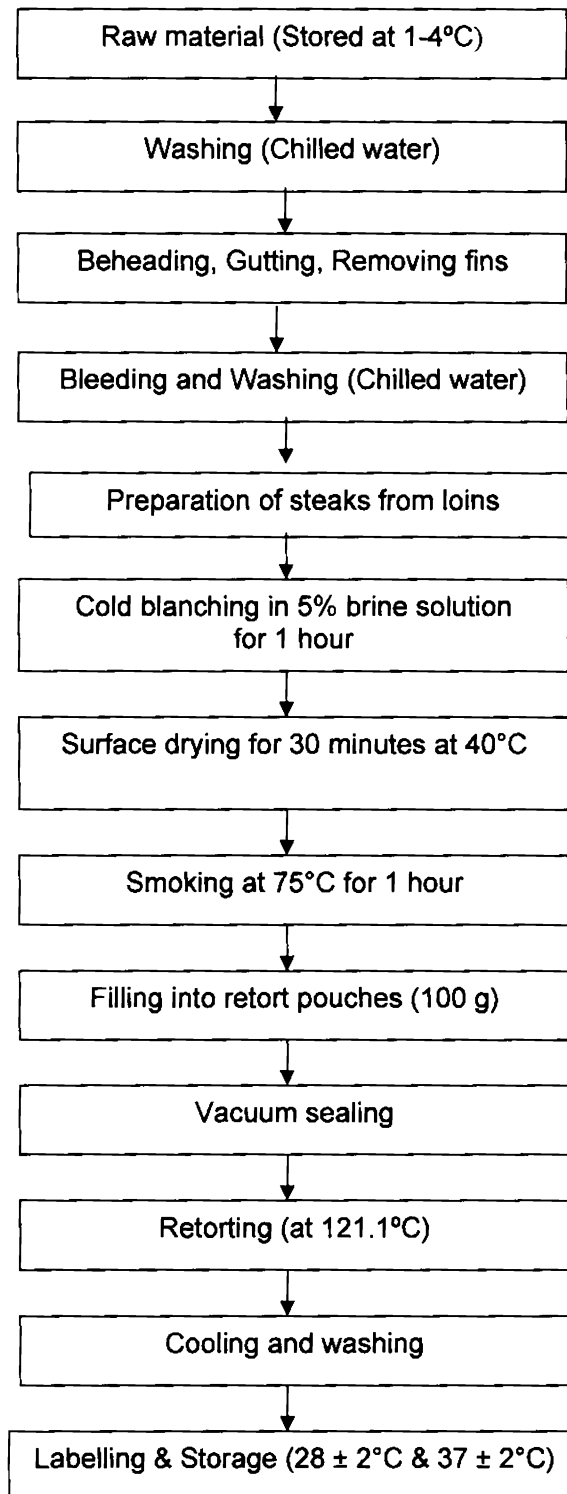 Raw material (Stored at 1-4ºC)
Washing (Chilled water)
Beheading, Gutting, Removing fins
Bleeding and Washing (Chilled water)
Preparation of steaks from loins
Cold blanching in 5% brine solution
for 1 hour
Surface drying for 30 minutes at 40°C
Smoking at 75°C for 1 hour
Filling into retort pouches (100 g)
Vacuum sealing
Retorting (at 121.1ºC)
Cooling and washing
Labelling & Storage (28 ± 2°C & 37 ± 2°C)